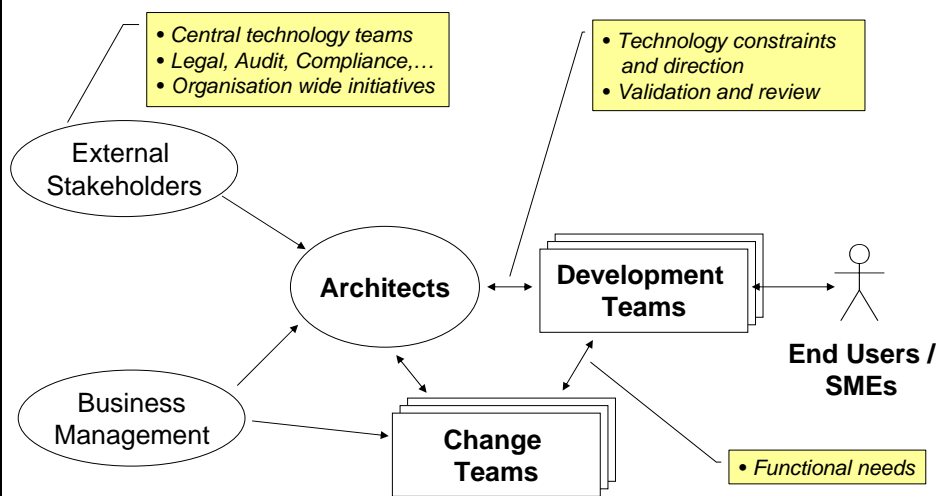 • Central technology teams
• Legal, Audit, Compliance,…
• Organisation wide initiatives
• Technology constraints
and direction
• Validation and review
External
Stakeholders
Architects
Development
Teams
End Users /
SMEs
Business
Management
Change
Teams
• Functional needs